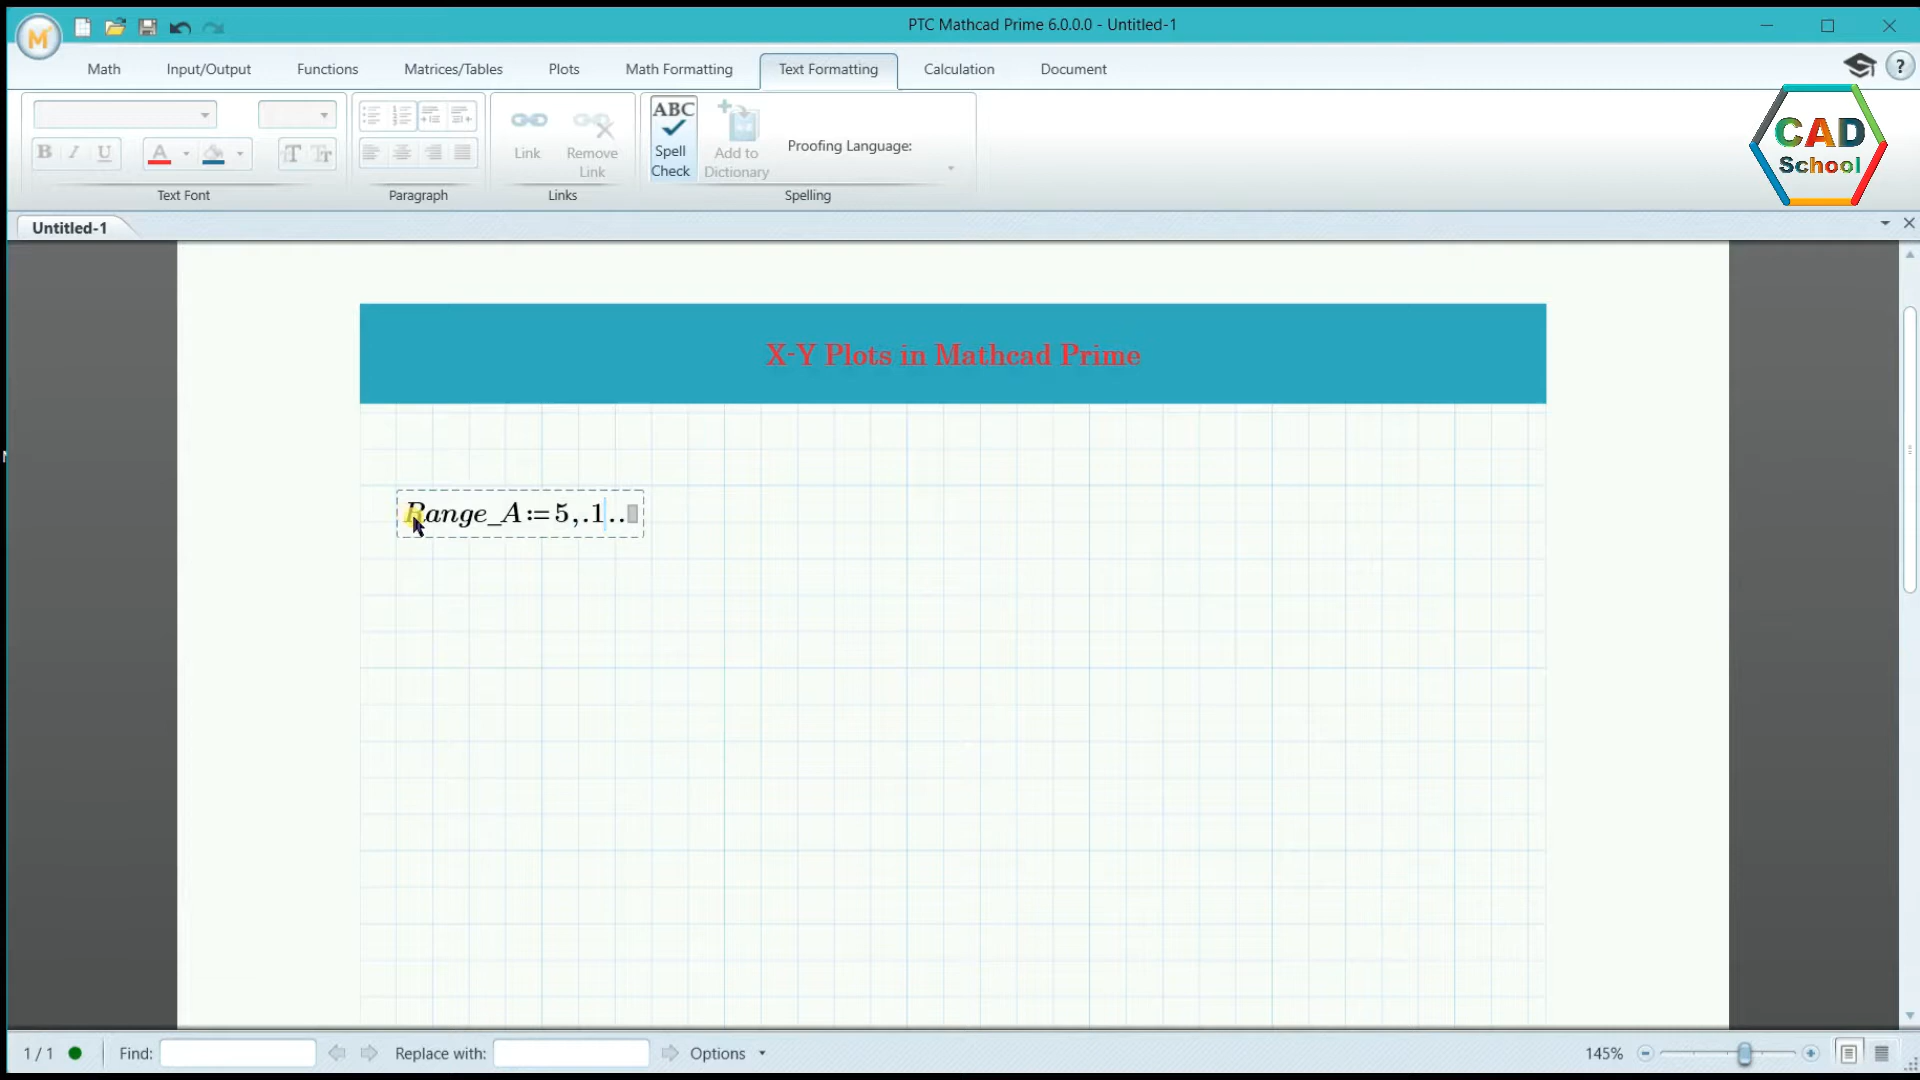 PTC Mathcad Prime 6.0.0.0 - Untitled-1
M
Math Input/Output Functions Matrices/Tables Plots Math Formatting Text Formatting Calculation Document
?
CAD
School
B I U A
Text Font
Paragraph
Link
Remove
Link
Links
ABC
Spell
Check
Add to
Dictionary
Proofing Language:
Spelling
Untitled-1
X-Y Plots in Mathcad Prime
Range_A:=5,.1..
1 / 1 Find: Replace with: Options 145%